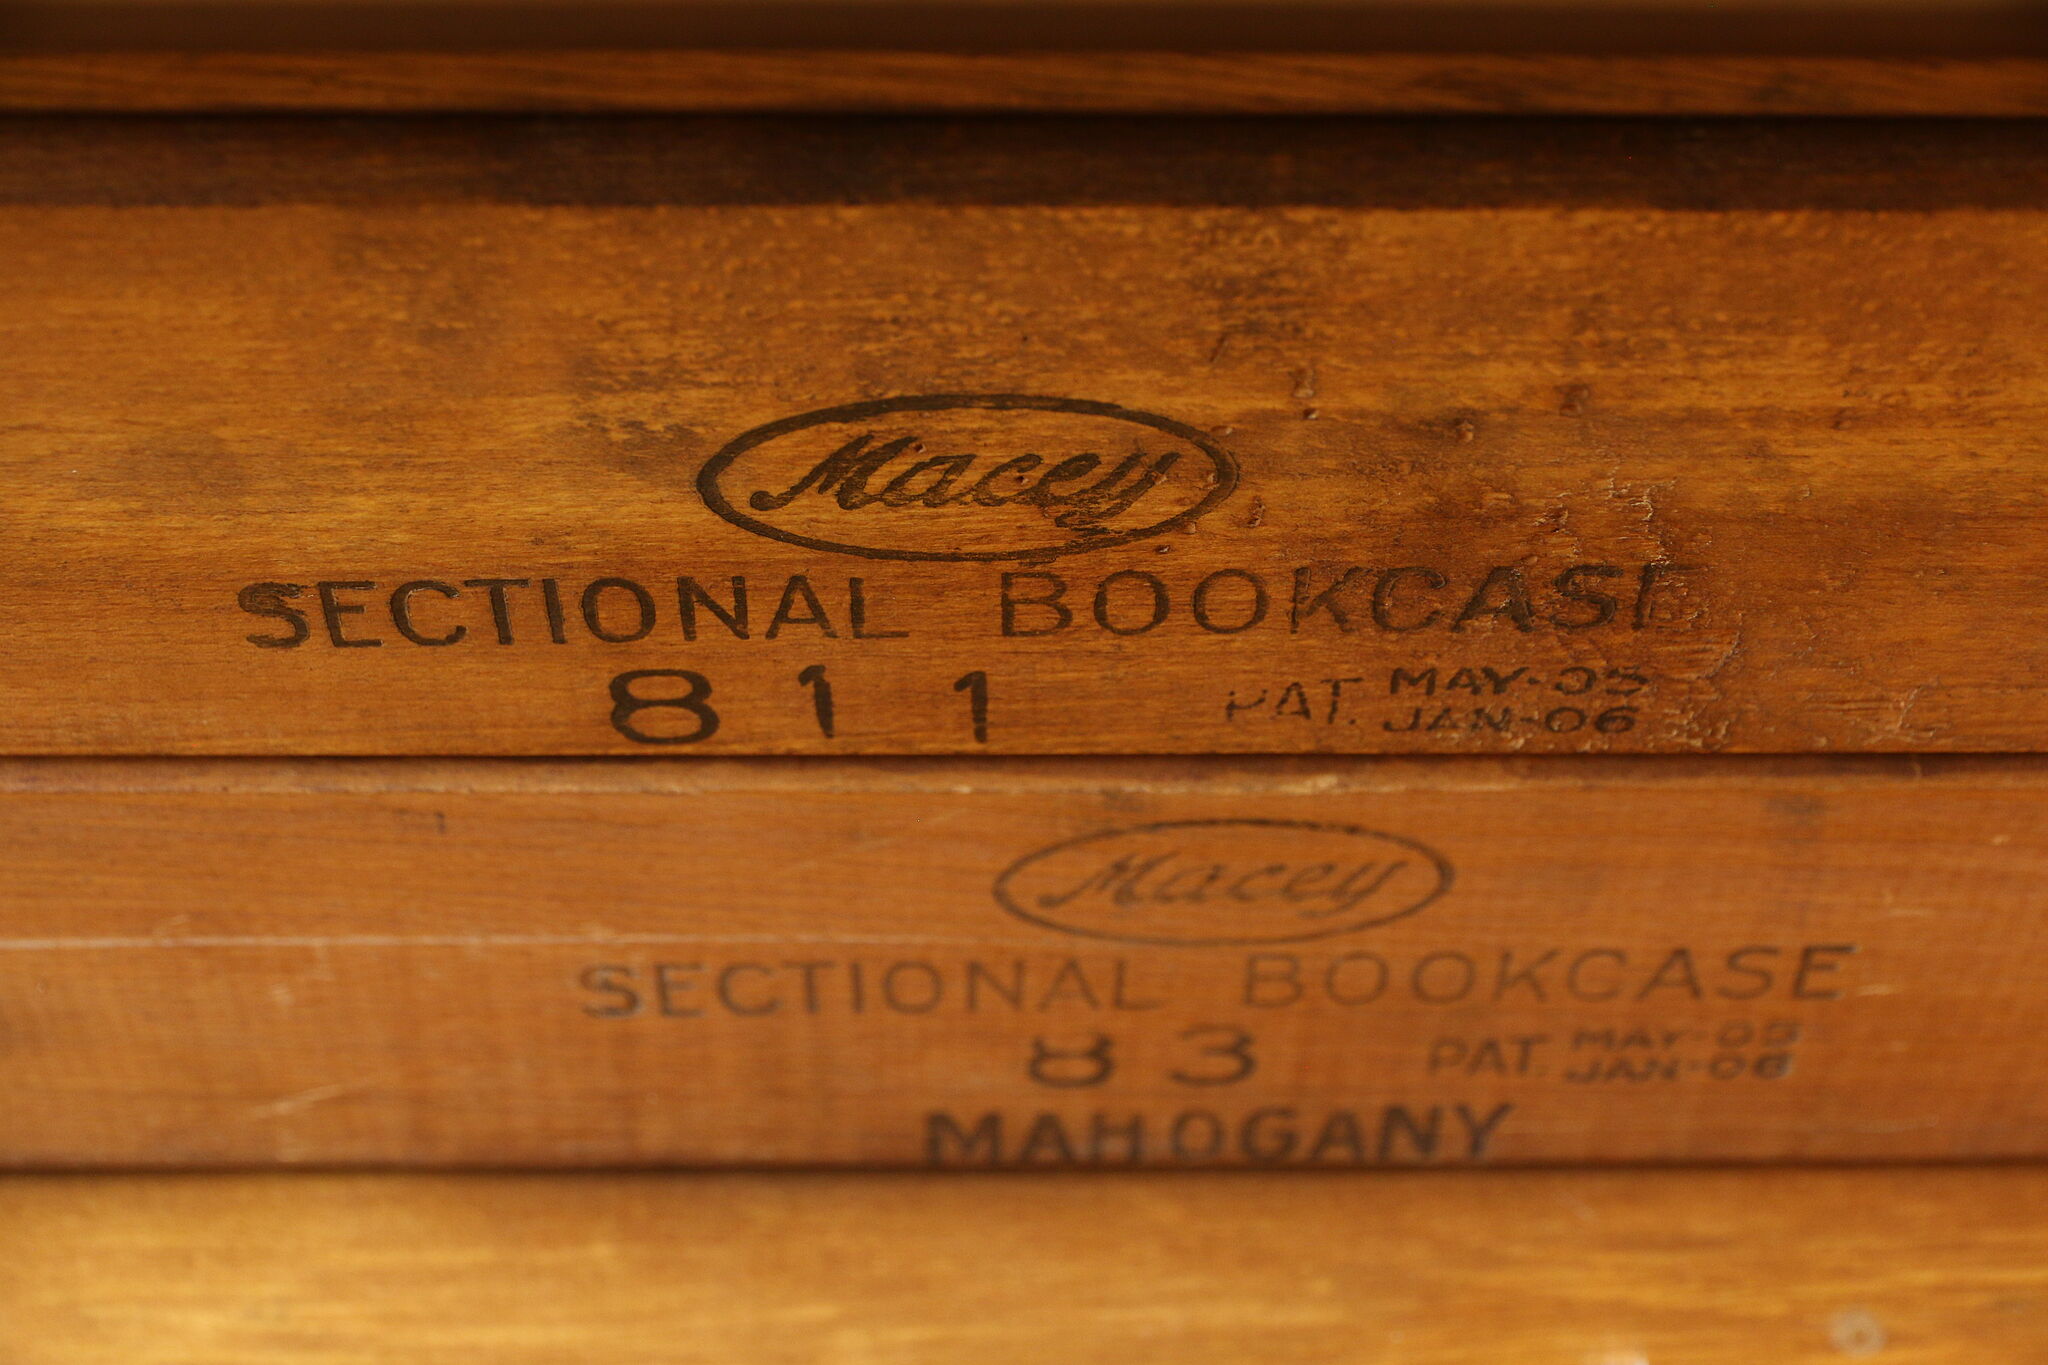 Macey
SECTIONAL BOOKCASE
811 PAT. MAY-05
JAN-06
Macey
SECTIONAL BOOKCASE
83 PAT. MAY-05
JAN-06
MAHOGANY